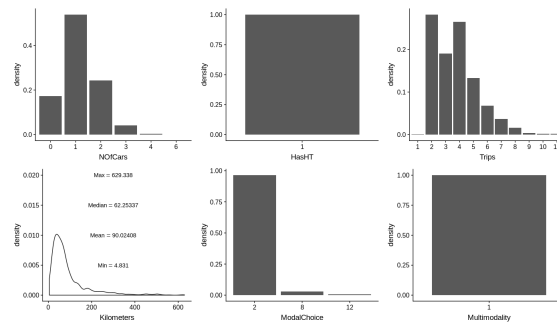 density
0.4
0.2
0.0
0 1 2 3 4 6
NOfCars
density
1.00
0.75
0.50
0.25
0.00
1
HasHT
density
0.2
0.1
0.0
1 2 3 4 5 6 7 8 9 10 1
Trips
density
0.020
0.015
0.010
0.005
0.000
Max = 629.338
Median = 62.25337
Mean = 90.02408
Min = 4.831
0 200 400 600
Kilometers
density
1.00
0.75
0.50
0.25
0.00
2 8 12
ModalChoice
density
1.00
0.75
0.50
0.25
0.00
1
Multimodality